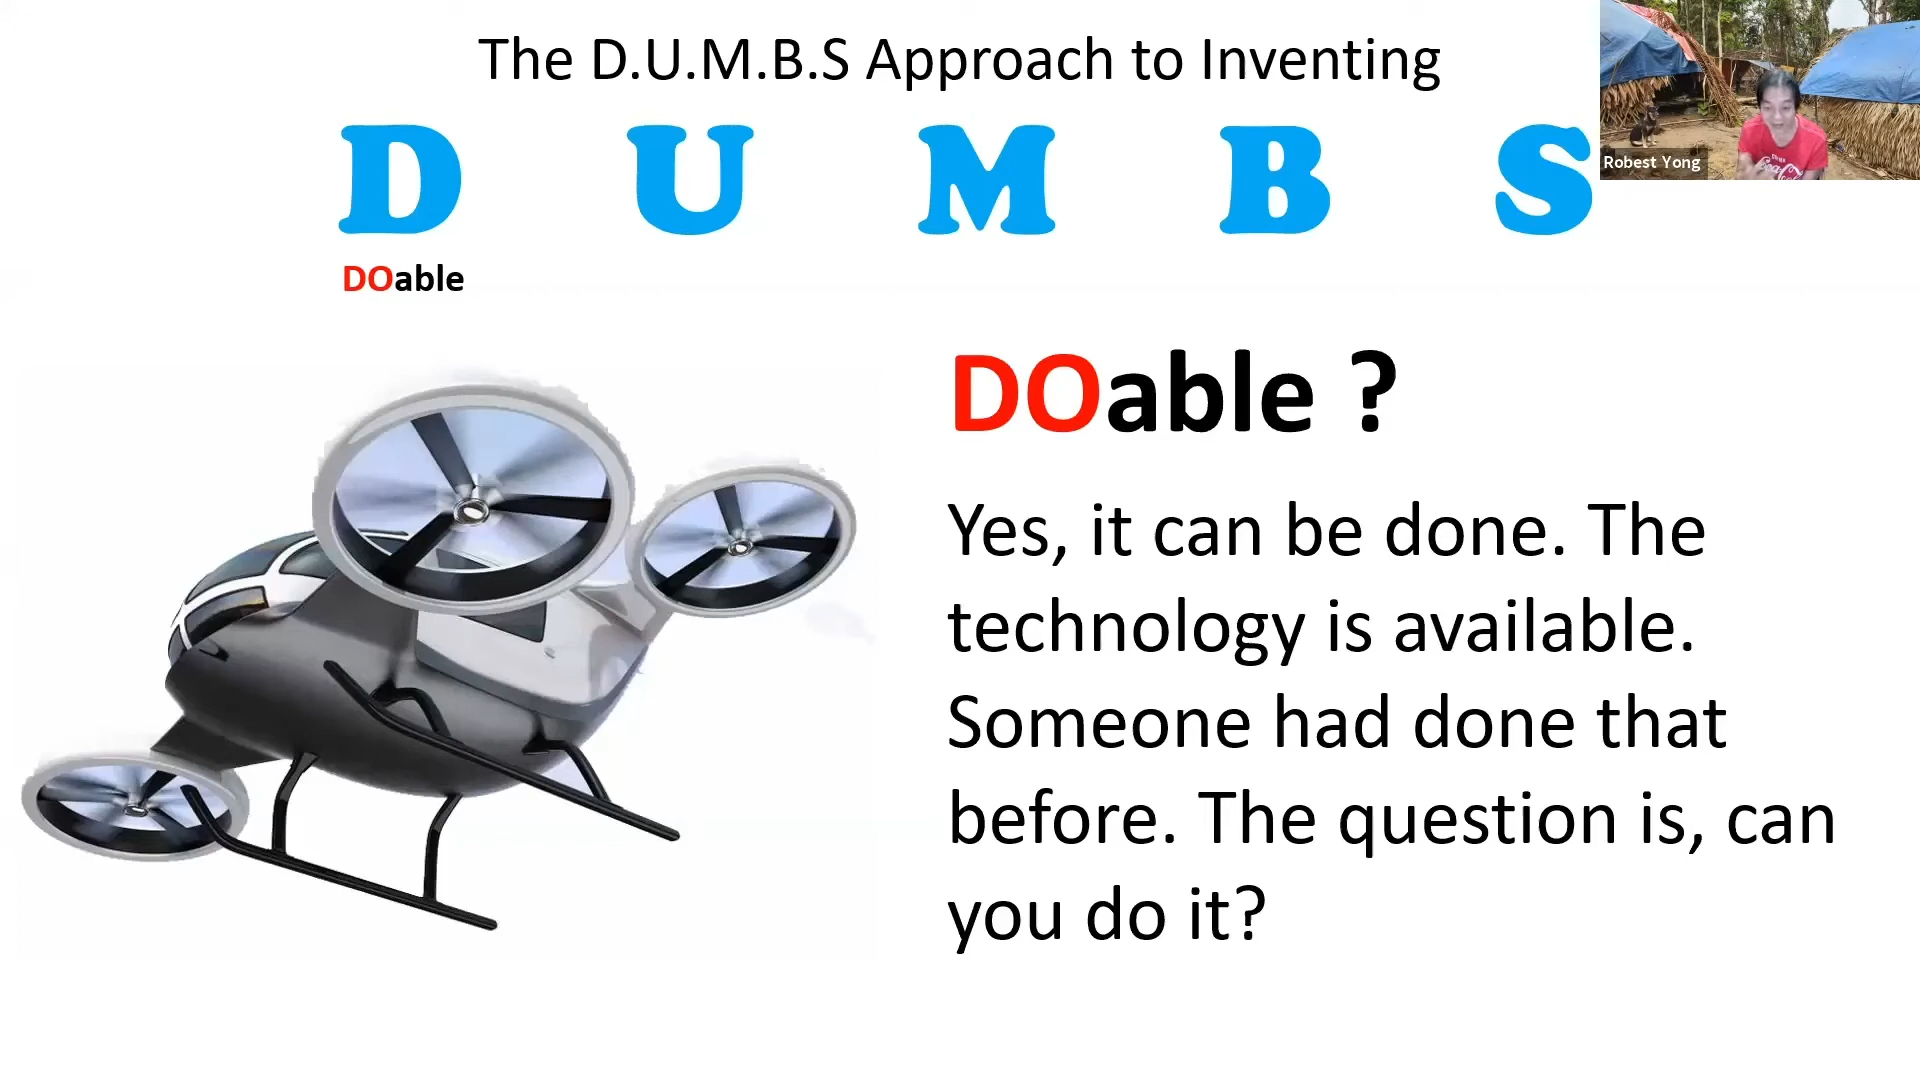 The D.U.M.B.S Approach to Inventing
D U M B S
DOable
Robest Yong
DOable ?
Yes, it can be done. The
technology is available.
Someone had done that
before. The question is, can
you do it?